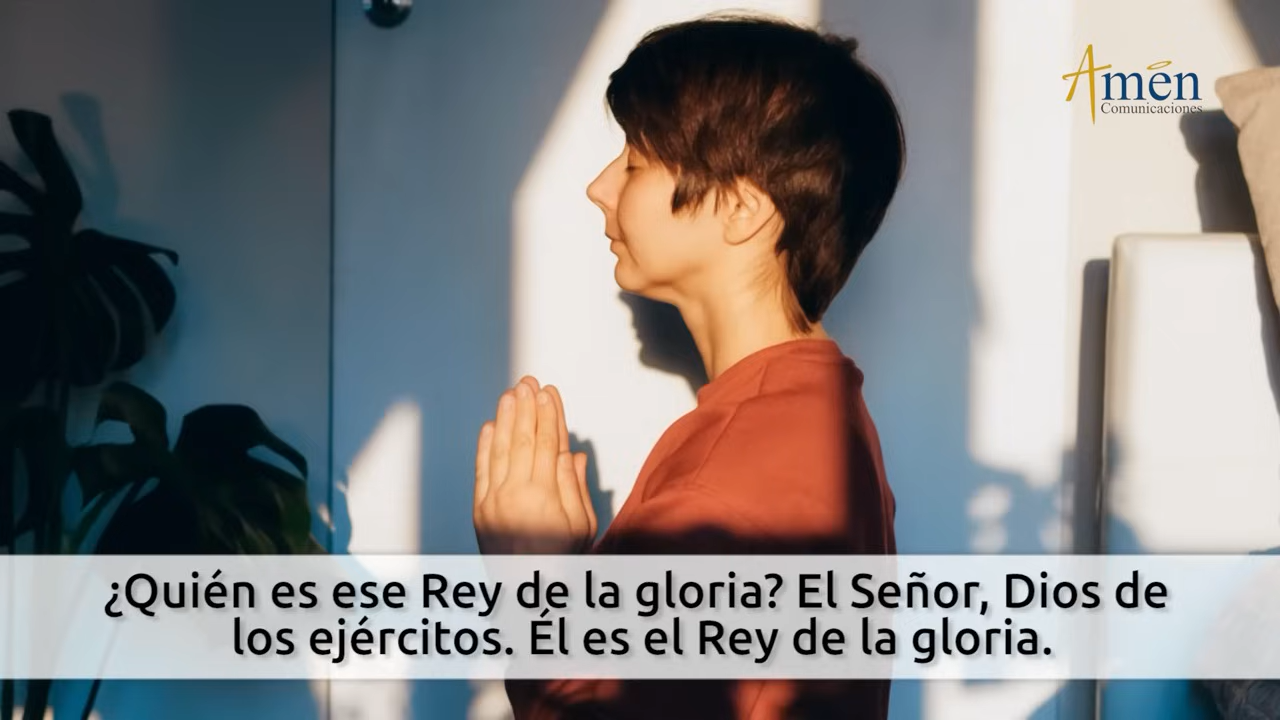 Amén
Comunicaciones
¿Quién es ese Rey de la gloria? El Señor, Dios de
los ejércitos. Él es el Rey de la gloria.